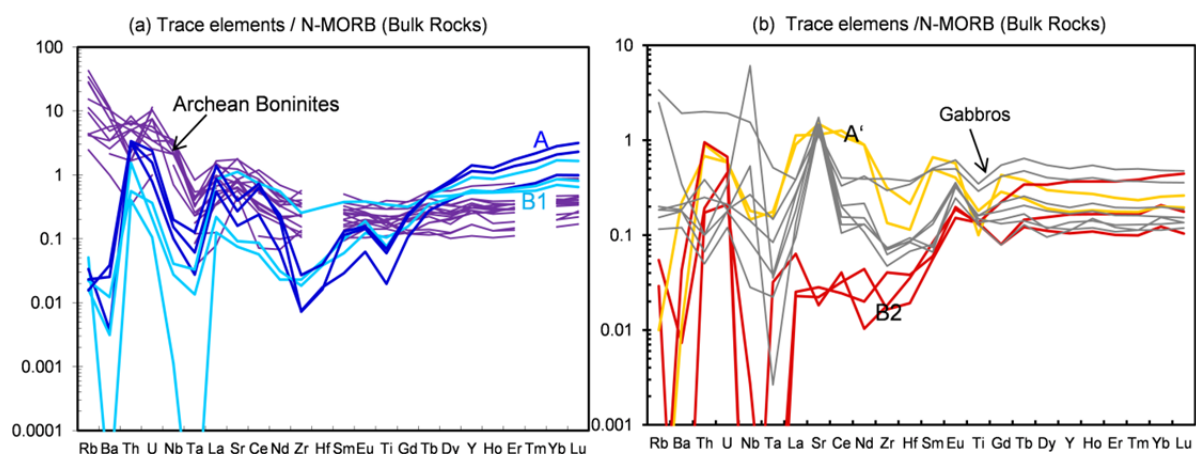 (a) Trace elements / N-MORB (Bulk Rocks)
100
10
1
0.1
0.01
0.001
0.0001
Archean Boninites
A
B1
Rb Ba Th U Nb Ta La Sr Ce Nd Zr Hf Sm Eu Ti Gd Tb Dy Y Ho Er Tm Yb Lu
(b) Trace elemens /N-MORB (Bulk Rocks)
10
1
0.1
0.01
0.001
A‘
Gabbros
B2
Rb Ba Th U Nb Ta La Sr Ce Nd Zr Hf Sm Eu Ti Gd Tb Dy Y Ho Er Tm Yb Lu